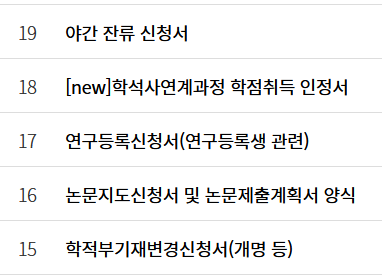 19 야간 잔류 신청서
18 [new]학석사연계과정 학점취득 인정서
17 연구등록신청서(연구등록생 관련)
16 논문지도신청서 및 논문제출계획서 양식
15 학적부기재변경신청서(개명 등)